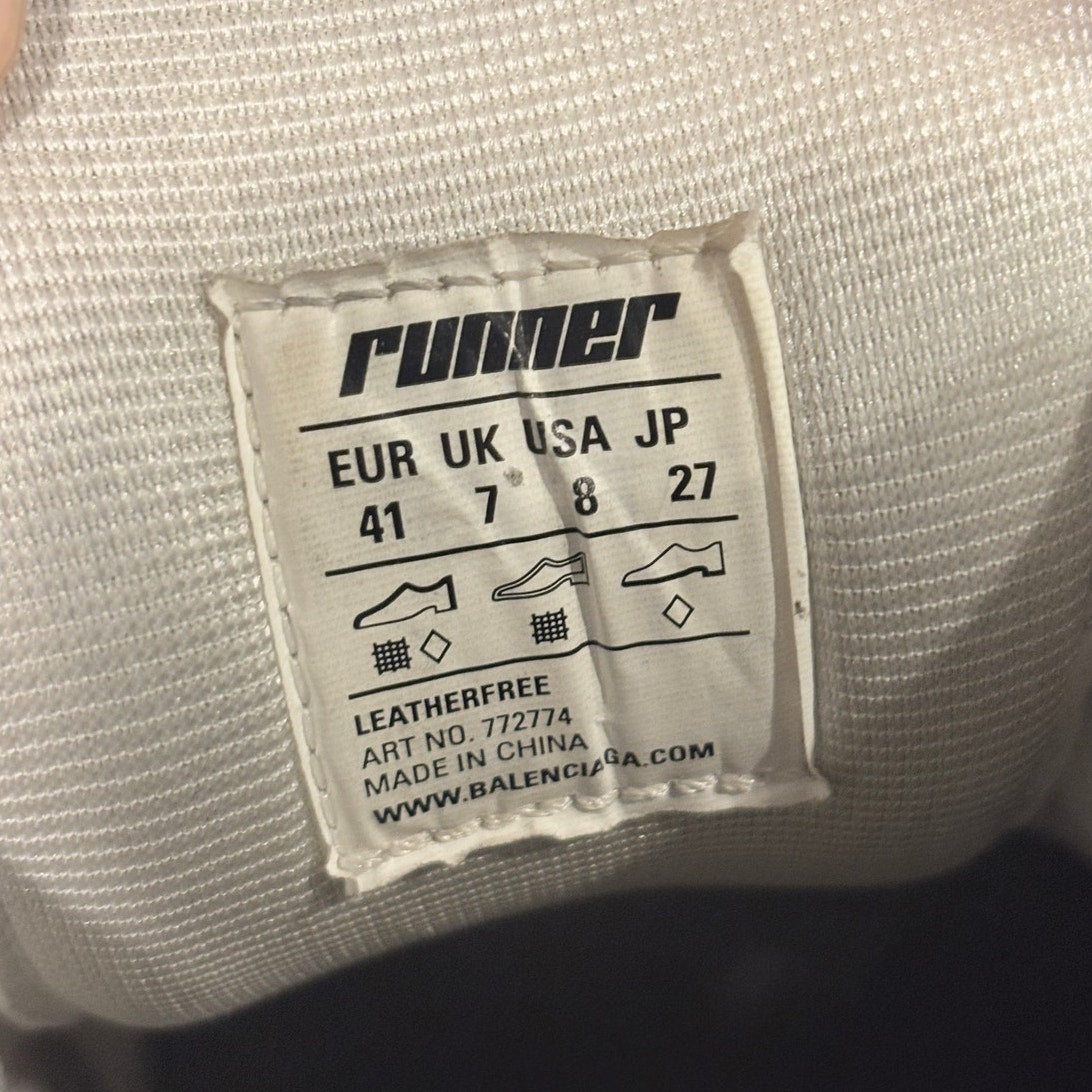 runner
EUR UK USA JP
41 7 8 27
LEATHERFREE
ART NO. 772774
MADE IN CHINA
WWW.BALENCIAGA.COM